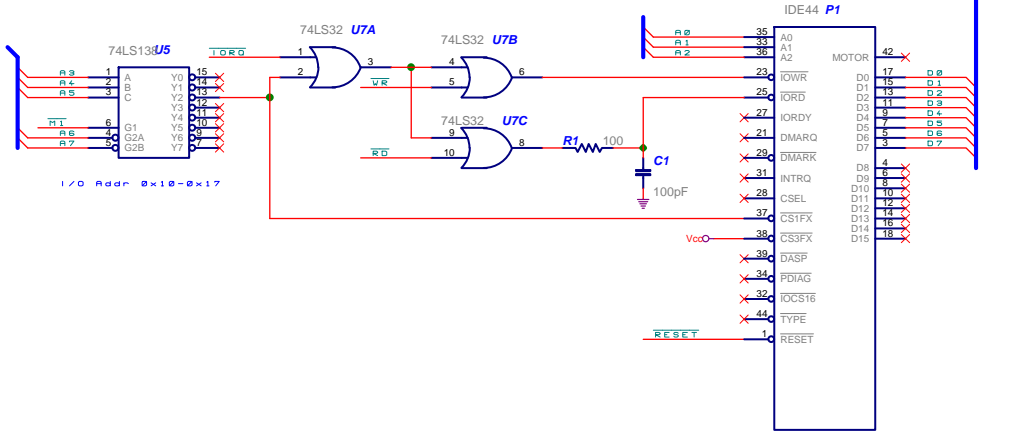 IDE44 P1
74LS32 U7A
74LS138 U5
IORQ
1
2
3
74LS32 U7B
4
5
6
WR
74LS32 U7C
9
10
8
RD
A3 1 A Y0 15
A4 2 B Y1 14
A5 3 C Y2 13
Y3 12
Y4 11
M1 6 G1 Y5 10
A6 4 G2A Y6 9
A7 5 G2B Y7 7
I/O Addr 0x10-0x17
R1 100
C1
100pF
A0 35 A0
A1 33 A1
A2 36 A2
MOTOR 42
23 IOWR
25 IORD
27 IORDY
21 DMARQ
29 DMARK
31 INTRQ
28 CSEL
37 CS1FX
Vcc 38 CS3FX
39 DASP
34 PDIAG
32 IOCS16
44 TYPE
RESET 1 RESET
D0 17 D0
D1 15 D1
D2 13 D2
D3 11 D3
D4 9 D4
D5 7 D5
D6 5 D6
D7 3 D7
D8 4
D9 6
D10 8
D11 10
D12 12
D13 14
D14 16
D15 18